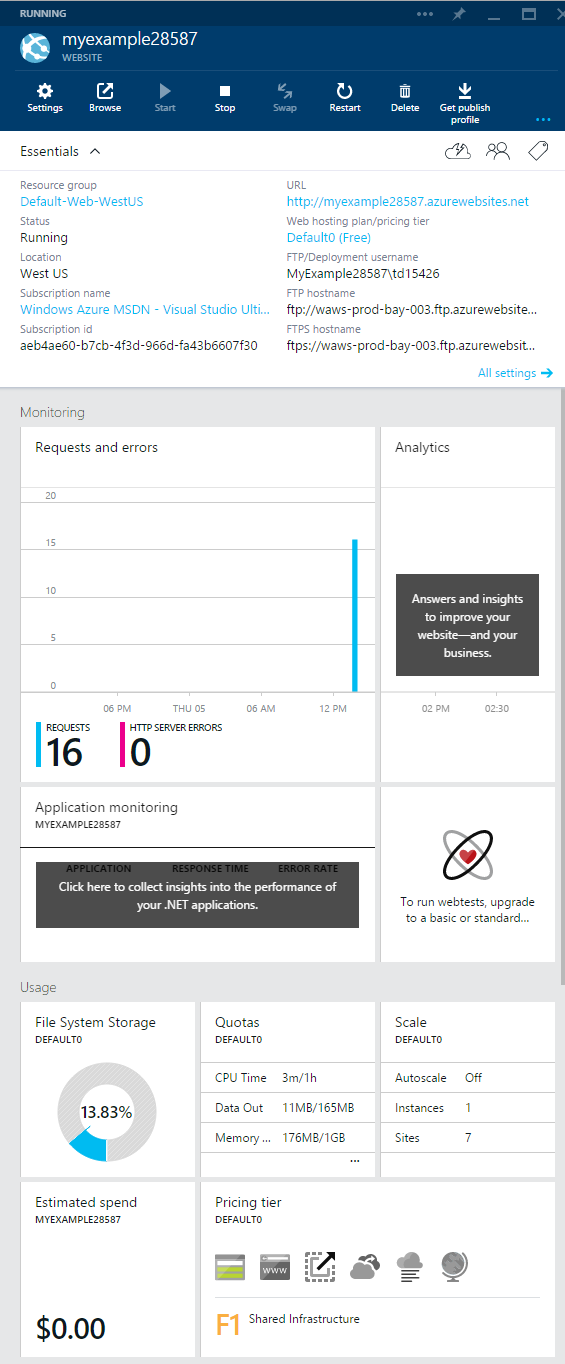 RUNNING
myexample28587
WEBSITE
Settings
Browse
Start
Stop
Swap
Restart
Delete
Get publish
profile
Essentials
Resource group
Default-Web-WestUS
Status
Running
Location
West US
Subscription name
Windows Azure MSDN - Visual Studio Ulti...
Subscription id
aeb4ae60-b7cb-4f3d-966d-fa43b6607f30
URL
http://myexample28587.azurewebsites.net
Web hosting plan/pricing tier
Default0 (Free)
FTP/Deployment username
MyExample28587\td15426
FTP hostname
ftp://waws-prod-bay-003.ftp.azurewebsite...
FTPS hostname
ftps://waws-prod-bay-003.ftp.azurewebsit...
All settings
Monitoring
Requests and errors
20
15
10
5
0
06 PM THU 05 06 AM 12 PM
REQUESTS
16
HTTP SERVER ERRORS
0
Analytics
Answers and insights
to improve your
website—and your
business.
02 PM 02:30
Application monitoring
MYEXAMPLE28587
APPLICATION RESPONSE TIME ERROR RATE
Click here to collect insights into the performance of
your .NET applications.
To run webtests, upgrade
to a basic or standard...
Usage
File System Storage
DEFAULT0
13.83%
Quotas
DEFAULT0
CPU Time 3m/1h
Data Out 11MB/165MB
Memory ... 176MB/1GB
...
Scale
DEFAULT0
Autoscale Off
Instances 1
Sites 7
Estimated spend
MYEXAMPLE28587
$0.00
Pricing tier
DEFAULT0
WWW
F1 Shared Infrastructure